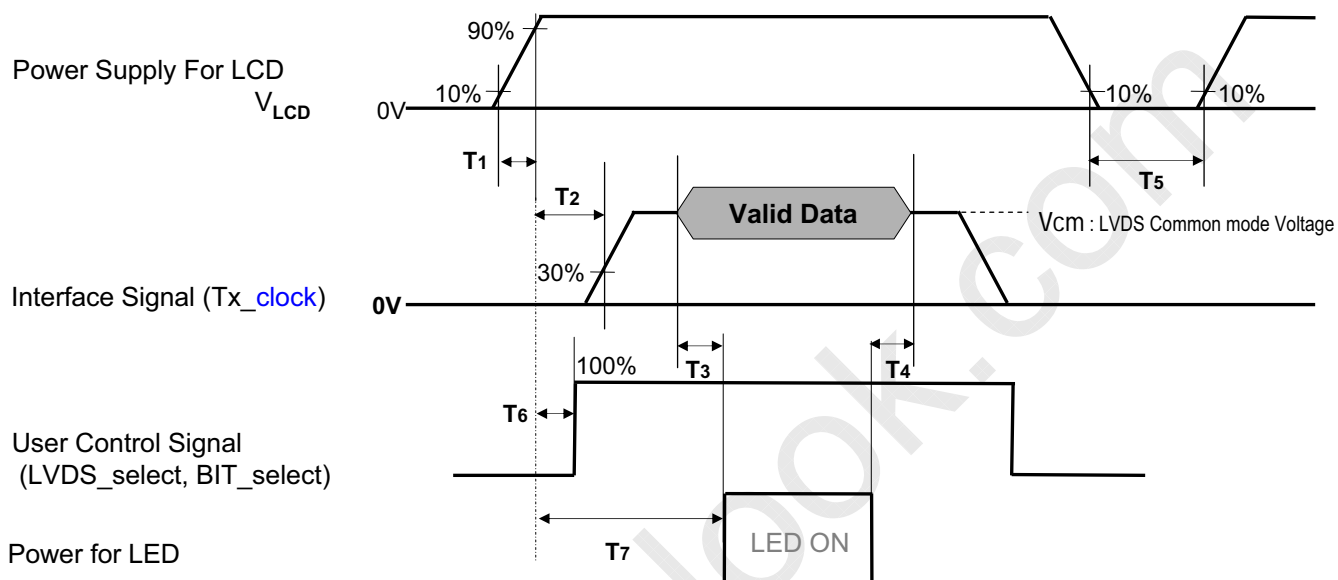 90%
Power Supply For LCD
VLCD
10%
0V
10%
10%
T1
T2
T5
Valid Data
VCM : LVDS Common mode Voltage
30%
Interface Signal (Tx_clock)
0V
100%
T3
T4
T6
User Control Signal
(LVDS_select, BIT_select)
T7
LED ON
Power for LED
look.com